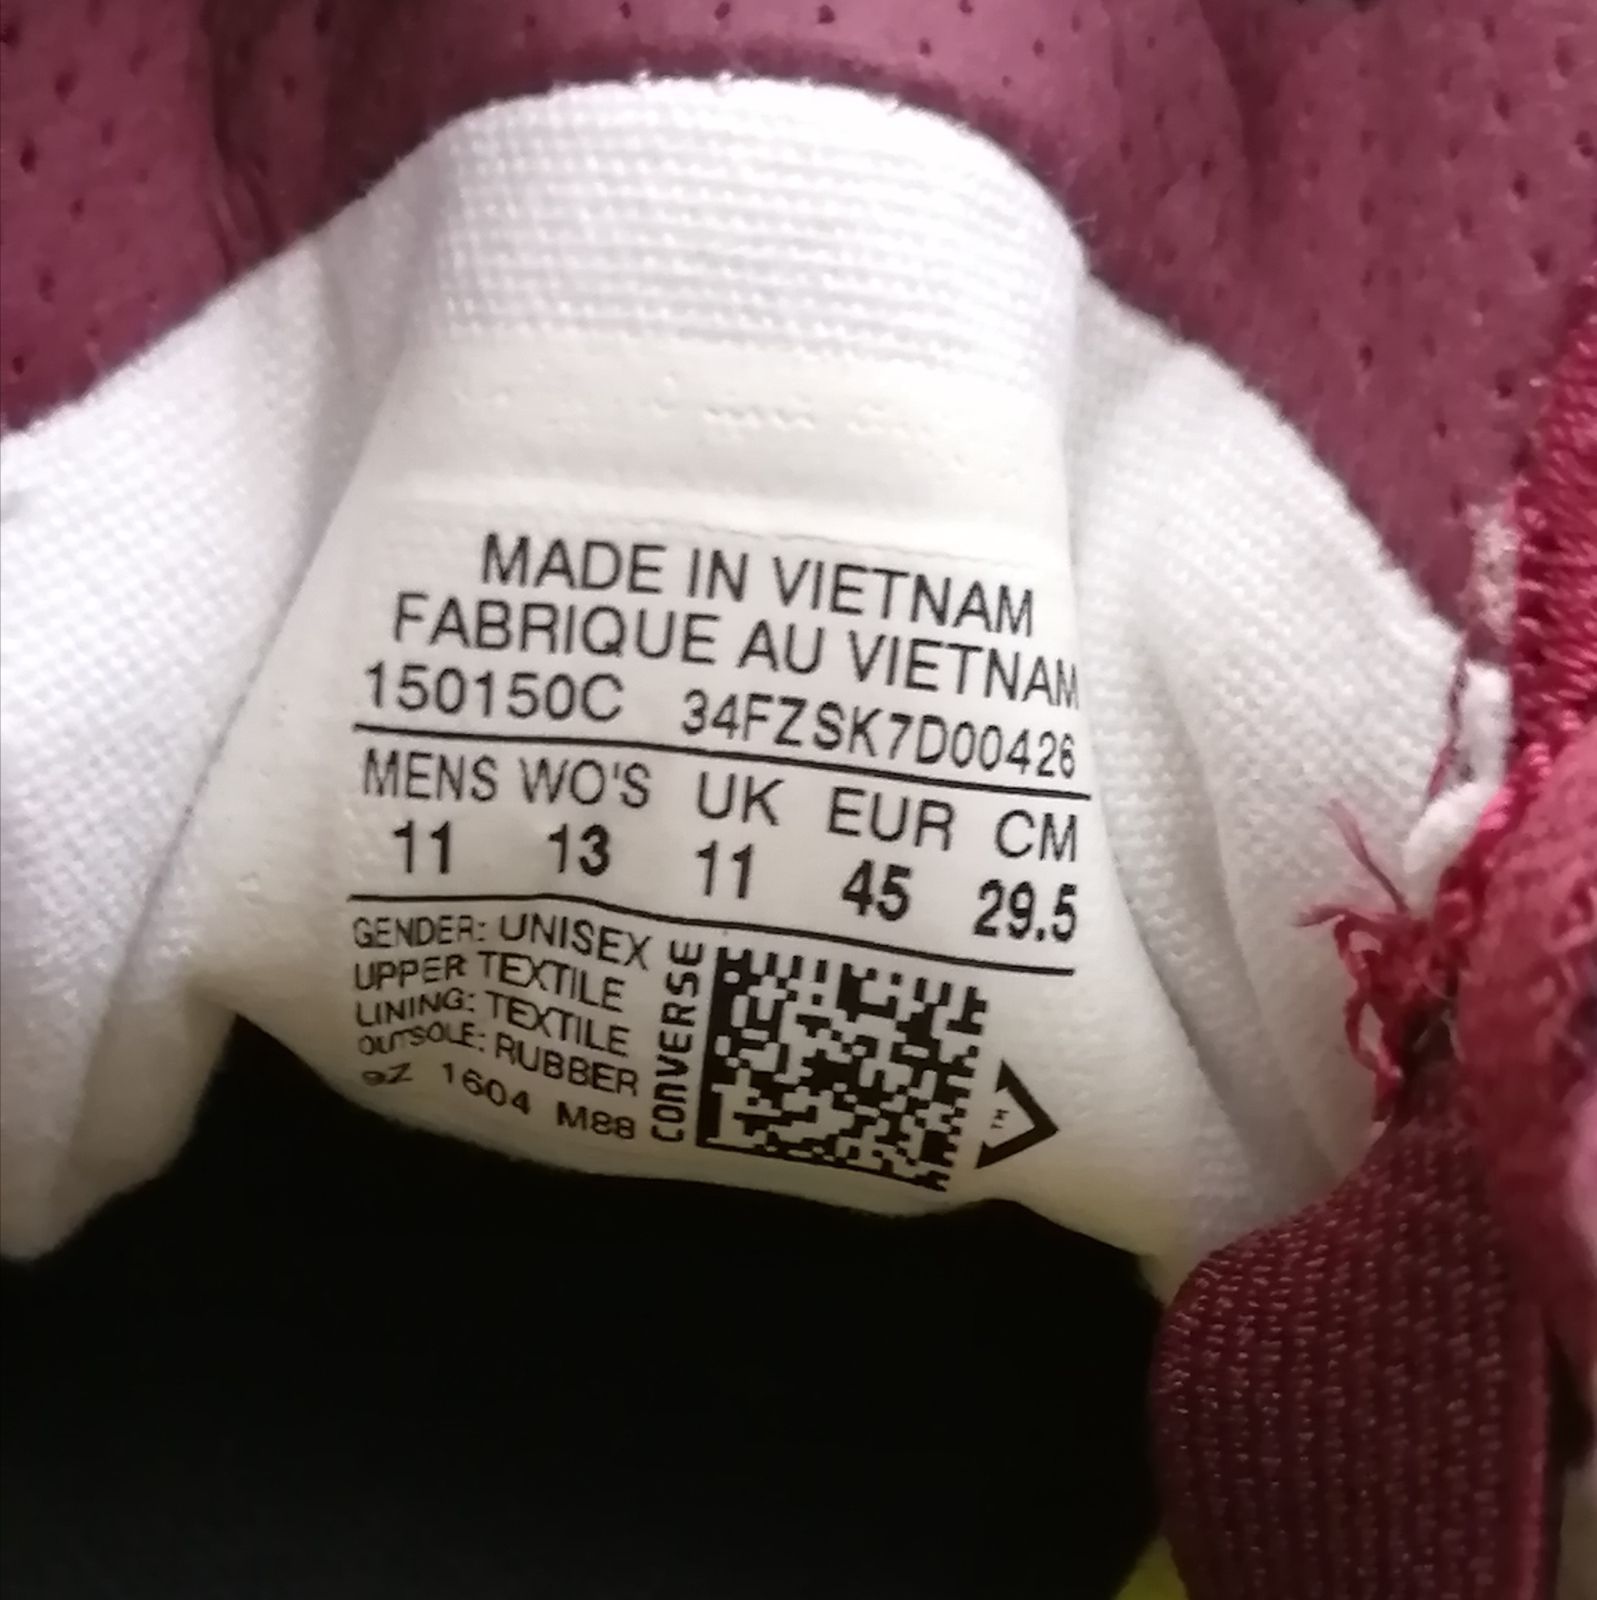 MADE IN VIETNAM
FABRIQUE AU VIETNAM
150150C 34FZSK7D00426
MENS WO'S UK EUR CM
11 13 11 45 29.5
GENDER: UNISEX
UPPER TEXTILE
LINING: TEXTILE
OUTSOLE: RUBBER
1604 M88
CONVERSE